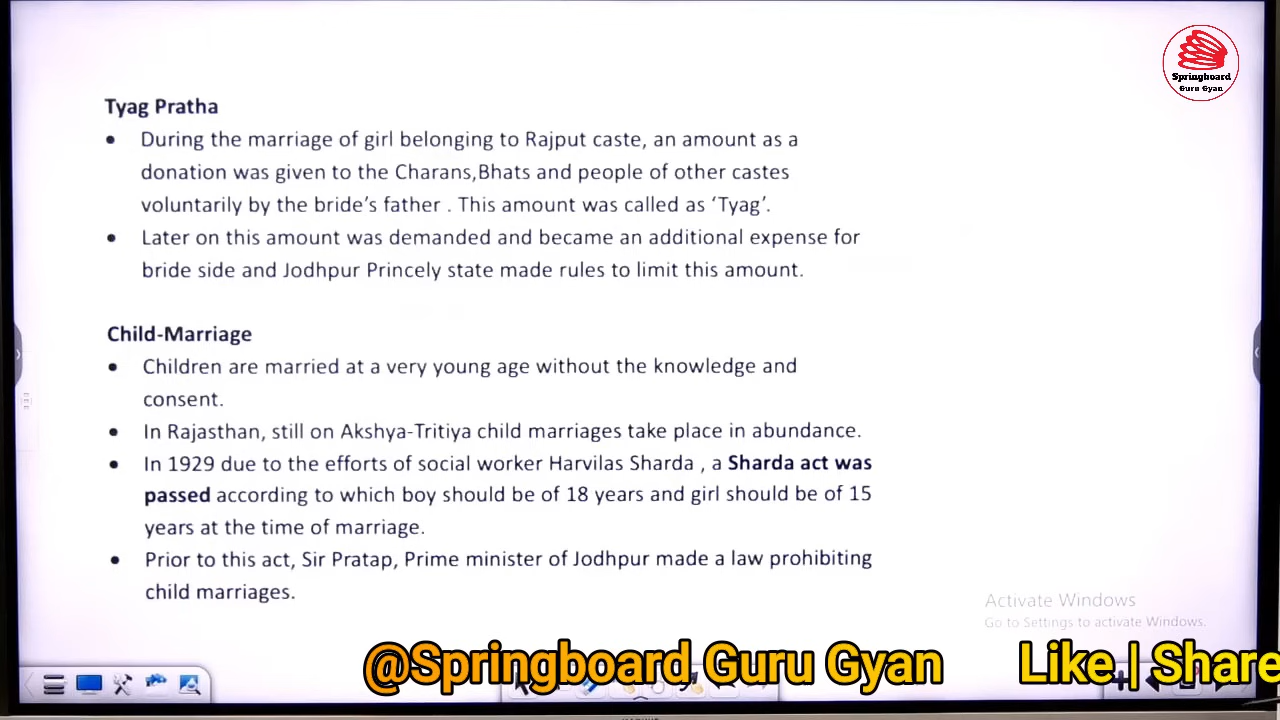 Springboard
Guru Gyan
Tyag Pratha
• During the marriage of girl belonging to Rajput caste, an amount as a
donation was given to the Charans,Bhats and people of other castes
voluntarily by the bride’s father . This amount was called as ‘Tyag’.
• Later on this amount was demanded and became an additional expense for
bride side and Jodhpur Princely state made rules to limit this amount.
Child-Marriage
• Children are married at a very young age without the knowledge and
consent.
• In Rajasthan, still on Akshya-Tritiya child marriages take place in abundance.
• In 1929 due to the efforts of social worker Harvilas Sharda , a Sharda act was
passed according to which boy should be of 18 years and girl should be of 15
years at the time of marriage.
• Prior to this act, Sir Pratap, Prime minister of Jodhpur made a law prohibiting
child marriages.
Activate Windows
Go to Settings to activate Windows.
@Springboard Guru Gyan Like | Share